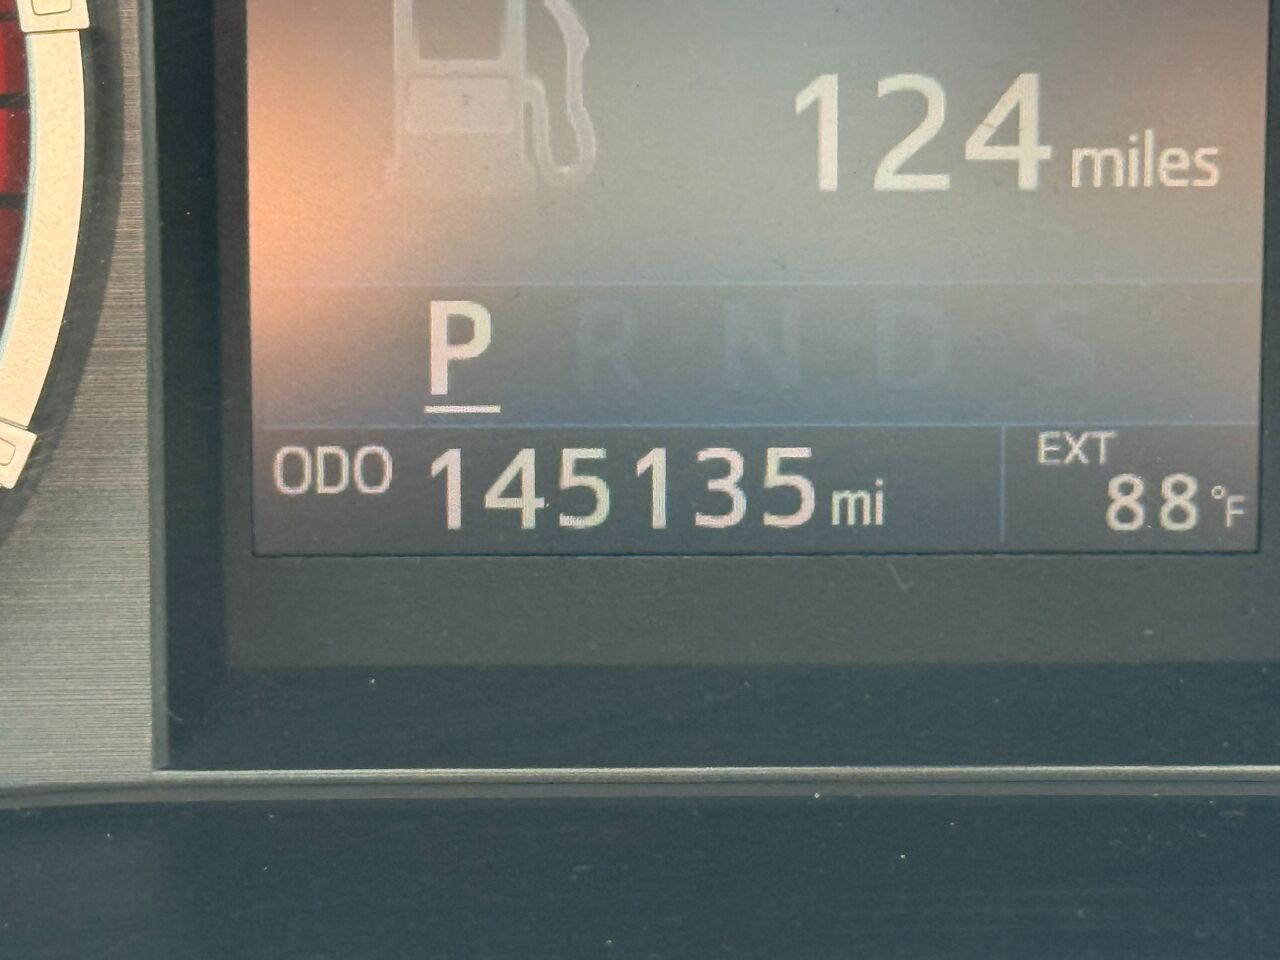 124 miles
P R N D S
ODO 145135 mi
EXT
88°F